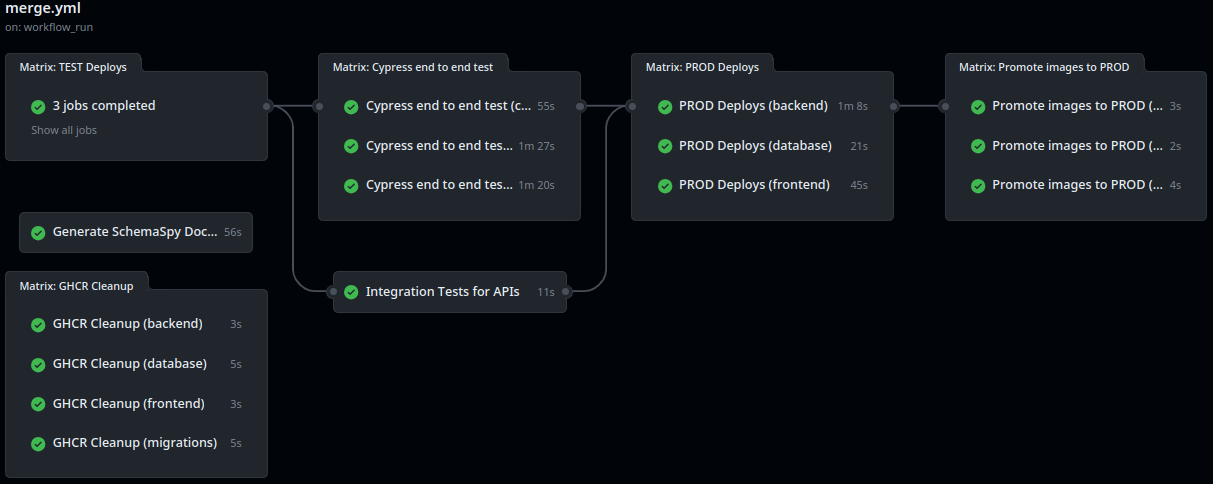 merge.yml
on: workflow_run
Matrix: TEST Deploys
3 jobs completed
Show all jobs
Matrix: Cypress end to end test
Cypress end to end test (c... 55s
Cypress end to end tes... 1m 27s
Cypress end to end tes... 1m 20s
Matrix: PROD Deploys
PROD Deploys (backend) 1m 8s
PROD Deploys (database) 21s
PROD Deploys (frontend) 45s
Matrix: Promote images to PROD
Promote images to PROD (... 3s
Promote images to PROD (... 2s
Promote images to PROD (... 4s
Generate SchemaSpy Doc... 56s
Integration Tests for APIs 11s
Matrix: GHCR Cleanup
GHCR Cleanup (backend) 3s
GHCR Cleanup (database) 5s
GHCR Cleanup (frontend) 3s
GHCR Cleanup (migrations) 5s